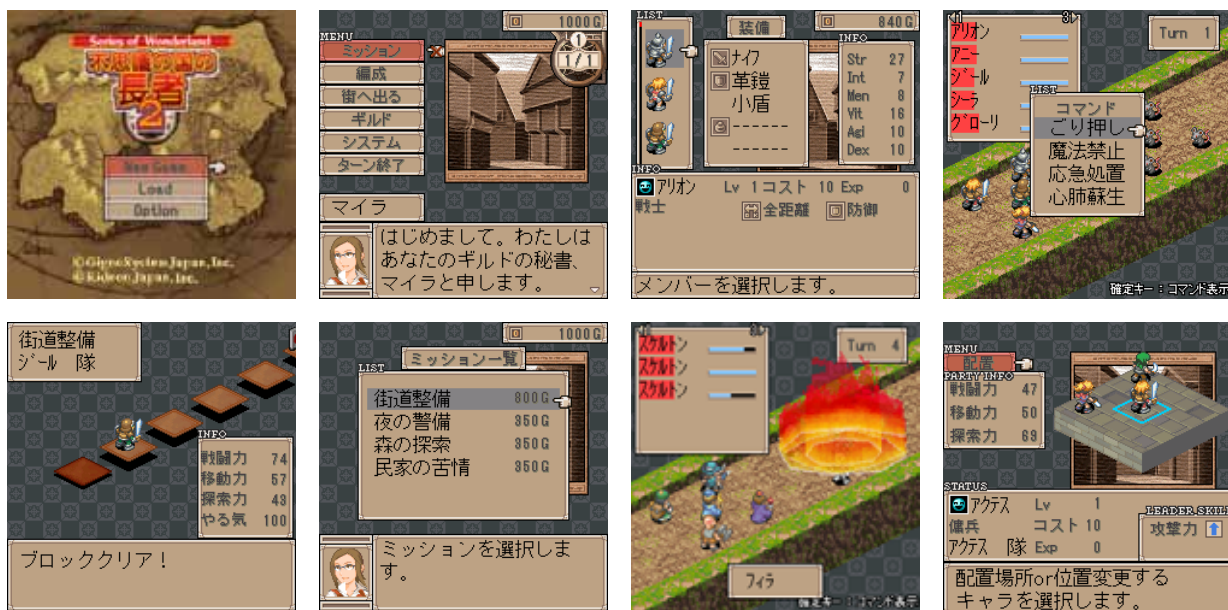 Series of Wonderland
不思議の国の
長者
2
New Game
Load
Option
©GlyphSystem Japan, Inc.
©Rideon Japan, Inc.
1000G
MENU
ミッション
編成
街へ出る
ギルド
システム
ターン終了
1
1/1
マイラ
はじめまして。わたしは
あなたのギルドの秘書、
マイラと申します。
840G
LIST
装備
ナイフ
革鎧
小盾
------
------
INFO
Str 27
Int 7
Men 8
Vit 16
Agi 10
Dex 10
INFO
アリオン Lv 1 コスト 10 Exp 0
戦士 全距離 防御
メンバーを選択します。
1 3
アリオン
アニー
ジール
シーラ
グローリ
Turn 1
LIST
コマンド
ごり押し
魔法禁止
応急処置
心肺蘇生
確定キー：コマンド表示
街道整備
ジール 隊
INFO
戦闘力 74
移動力 57
探索力 43
やる気 100
ブロッククリア！
1000G
ミッション一覧
LIST
街道整備 800G
夜の警備 350G
森の探索 350G
民家の苦情 350G
ミッションを選択しま
す。
スケルトン
スケルトン
スケルトン
Turn 4
フィラ
確定キー：コマンド表示
MENU
配置
PARTY INFO
戦闘力 47
移動力 50
探索力 69
STATUS
アクテス Lv 1
傭兵 コスト 10
アクテス 隊 Exp 0
LEADER SKILL
攻撃力
配置場所or位置変更する
キャラを選択します。